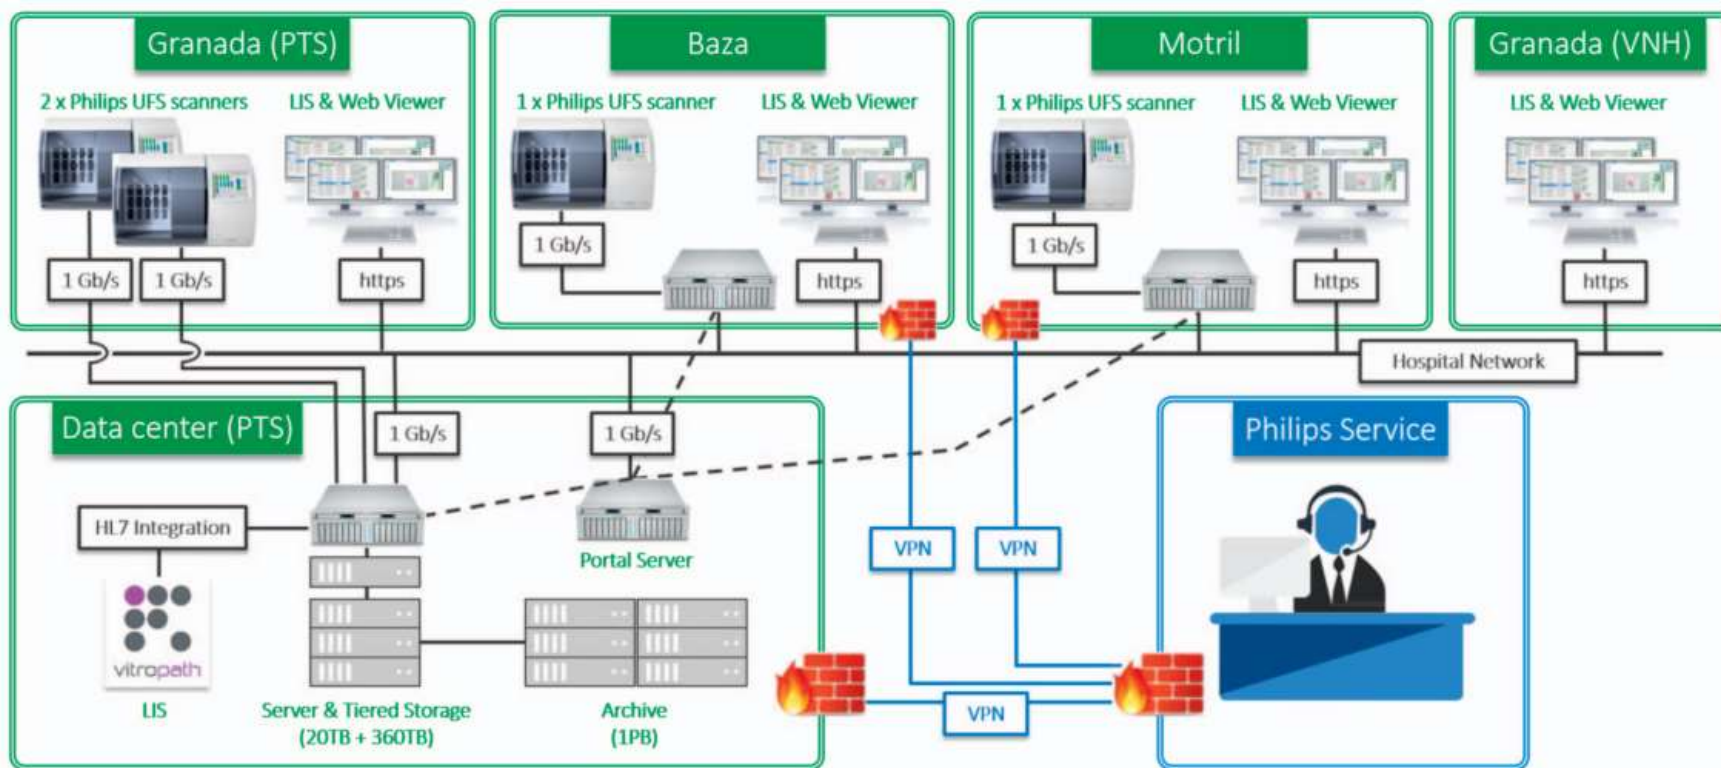 Granada (PTS)
2 x Philips UFS scanners
LIS & Web Viewer
1 Gb/s
1 Gb/s
https
Baza
1 x Philips UFS scanner
LIS & Web Viewer
1 Gb/s
https
Motril
1 x Philips UFS scanner
LIS & Web Viewer
1 Gb/s
https
Granada (VNH)
LIS & Web Viewer
https
Hospital Network
Data center (PTS)
1 Gb/s
1 Gb/s
HL7 Integration
vitropath
LIS
Server & Tiered Storage
(20TB + 360TB)
Portal Server
Archive
(1PB)
VPN
VPN
VPN
Philips Service